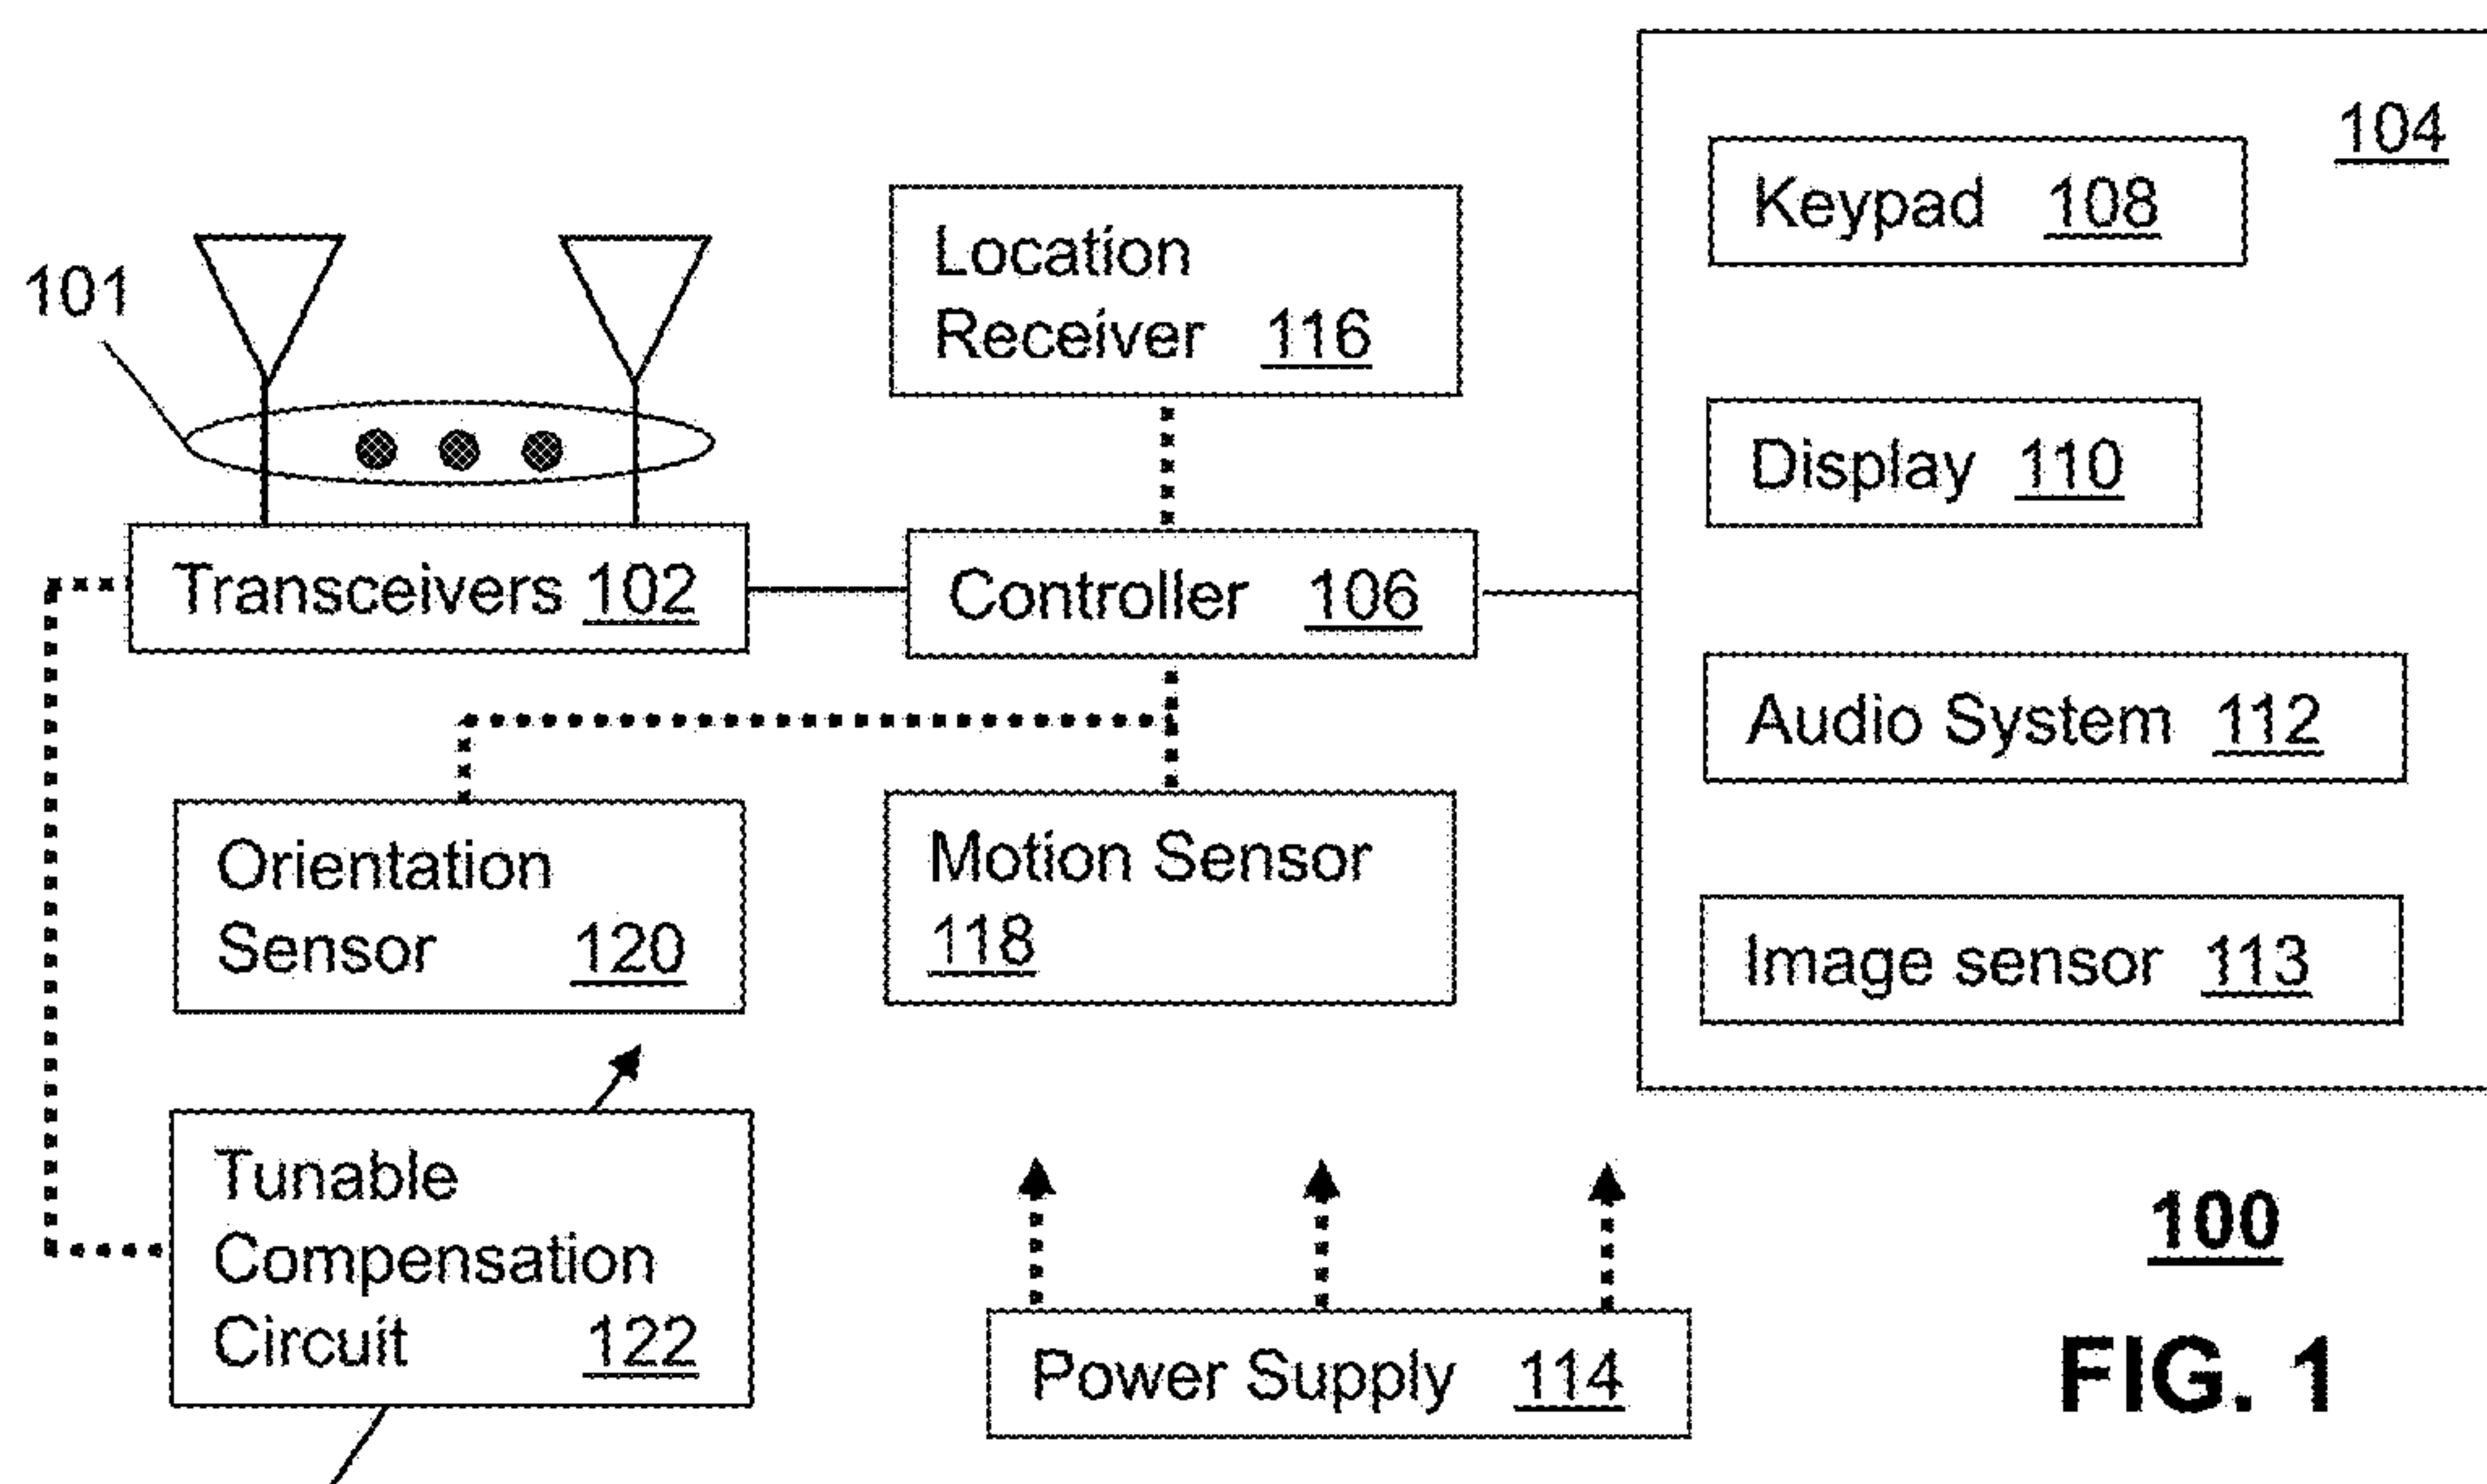 101
Transceivers 102
Location
Receiver 116
Controller 106
Orientation
Sensor 120
Motion Sensor
118
Tunable
Compensation
Circuit 122
Power Supply 114
104
Keypad 108
Display 110
Audio System 112
Image sensor 113
100
FIG. 1